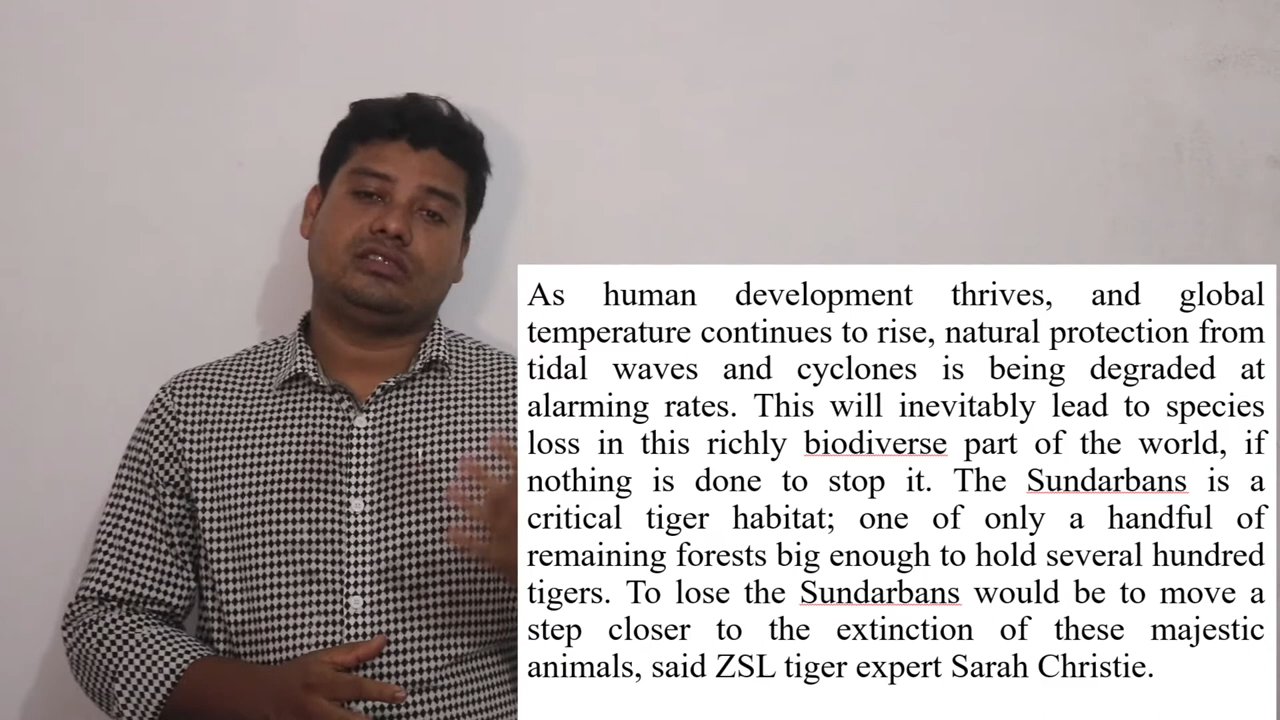 As human development thrives, and global
temperature continues to rise, natural protection from
tidal waves and cyclones is being degraded at
alarming rates. This will inevitably lead to species
loss in this richly biodiverse part of the world, if
nothing is done to stop it. The Sundarbans is a
critical tiger habitat; one of only a handful of
remaining forests big enough to hold several hundred
tigers. To lose the Sundarbans would be to move a
step closer to the extinction of these majestic
animals, said ZSL tiger expert Sarah Christie.